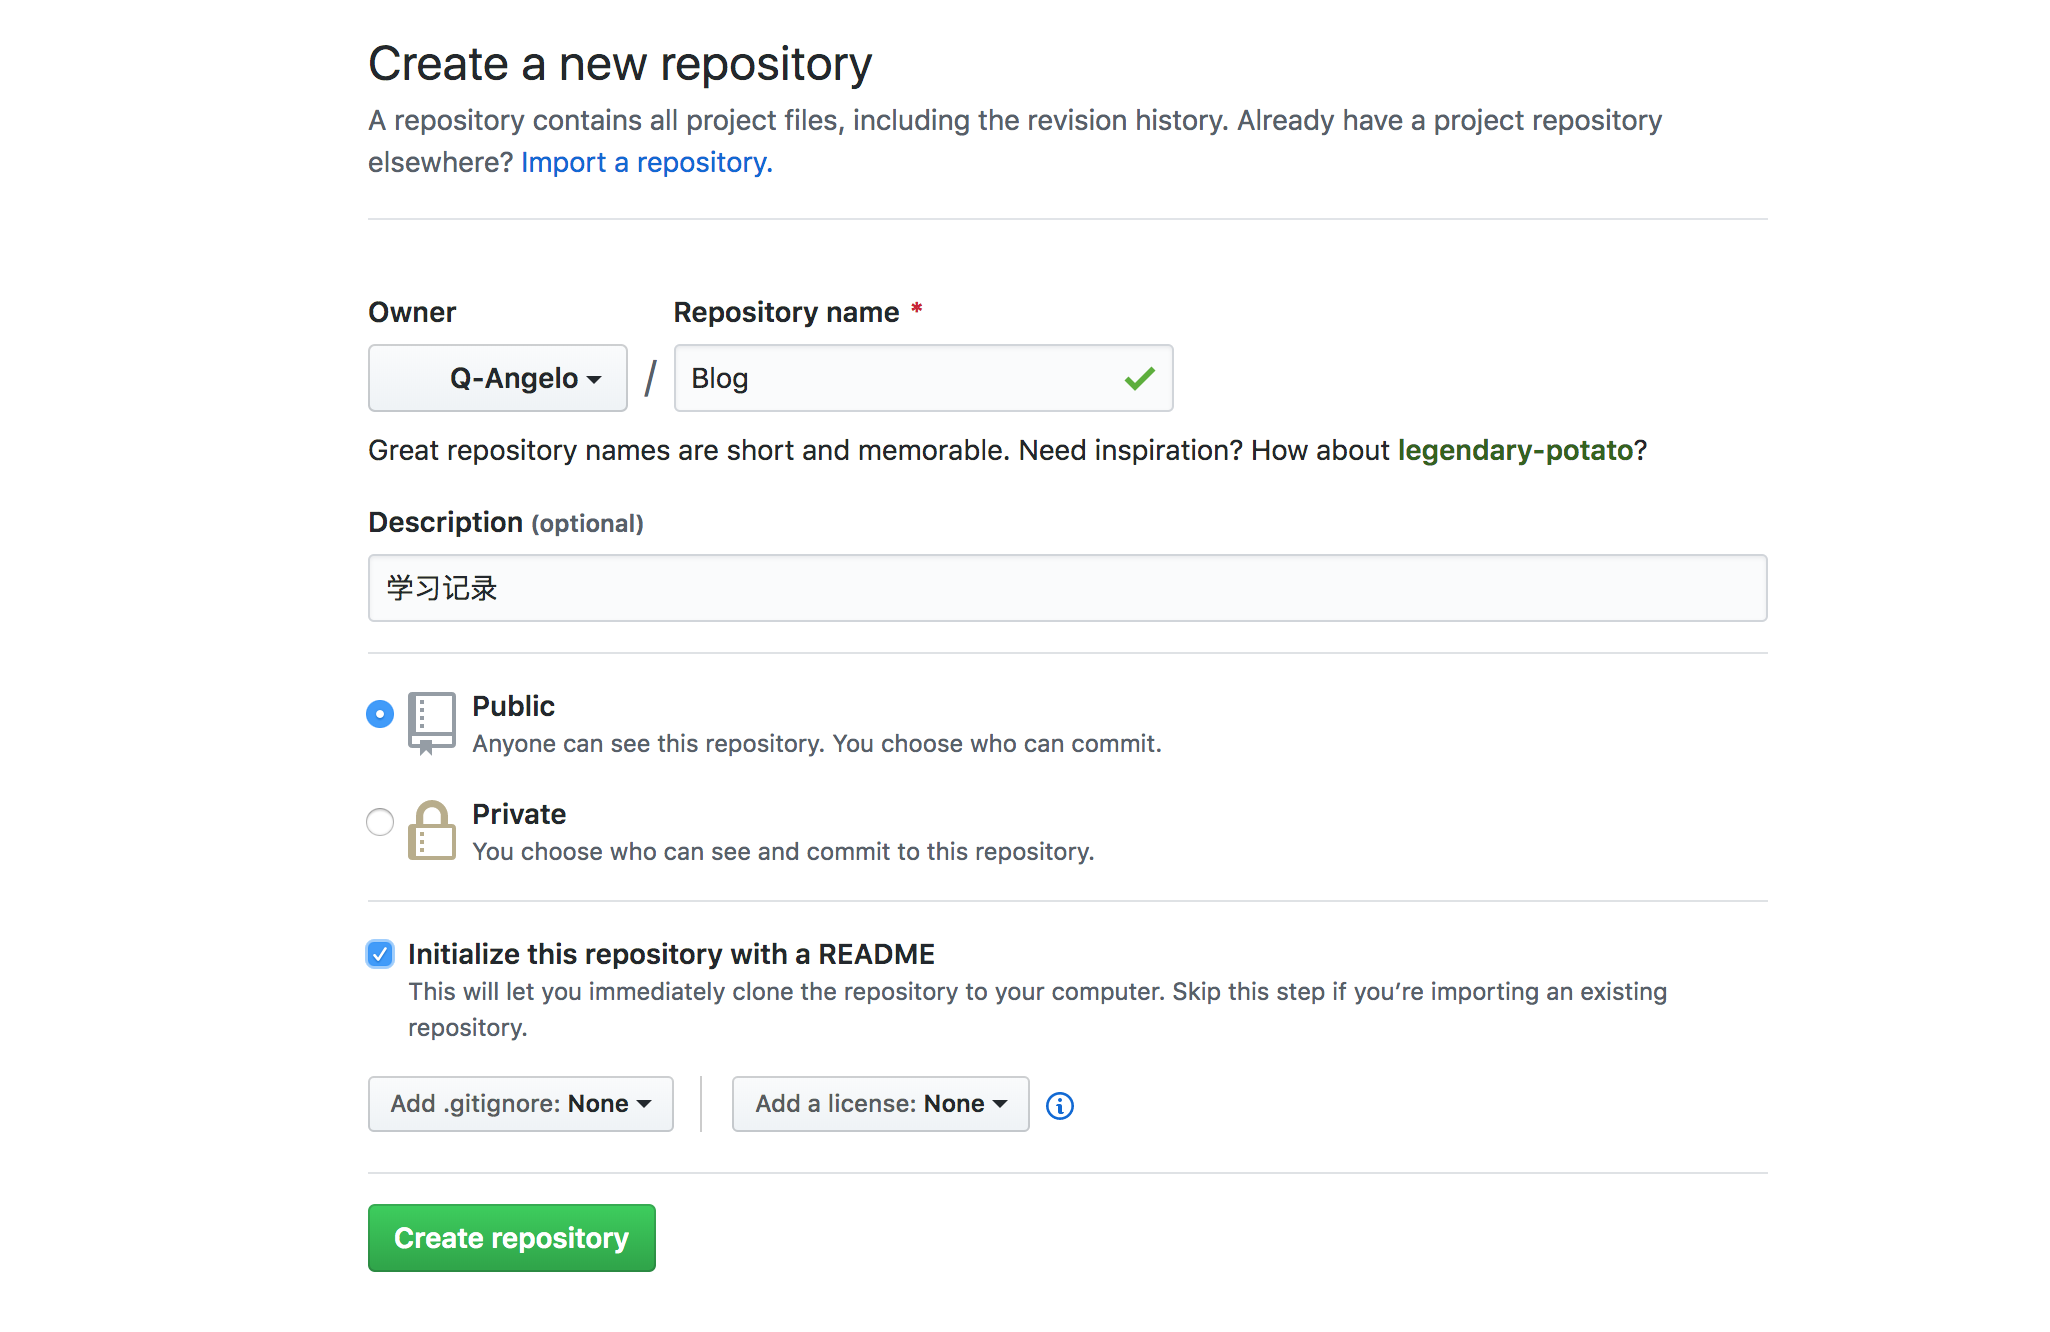 Create a new repository
A repository contains all project files, including the revision history. Already have a project repository
elsewhere? Import a repository.
Owner
Repository name *
Q-Angelo
/
Blog
Great repository names are short and memorable. Need inspiration? How about legendary-potato?
Description (optional)
学习记录
Public
Anyone can see this repository. You choose who can commit.
Private
You choose who can see and commit to this repository.
Initialize this repository with a README
This will let you immediately clone the repository to your computer. Skip this step if you’re importing an existing
repository.
Add .gitignore: None
Add a license: None
Create repository